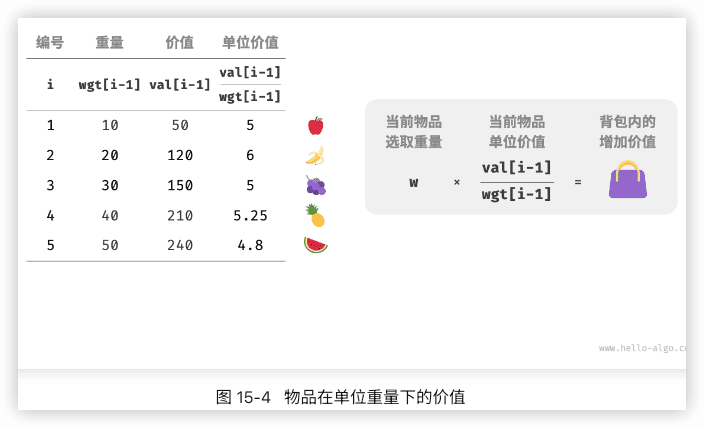 编号 重量 价值 单位价值
i wgt[i-1] val[i-1] val[i-1]
wgt[i-1]
1 10 50 5
2 20 120 6
3 30 150 5
4 40 210 5.25
5 50 240 4.8
当前物品 当前物品 背包内的
选取重量 单位价值 增加价值
w × val[i-1] =
wgt[i-1]
www.hello-algo.co
图 15-4 物品在单位重量下的价值